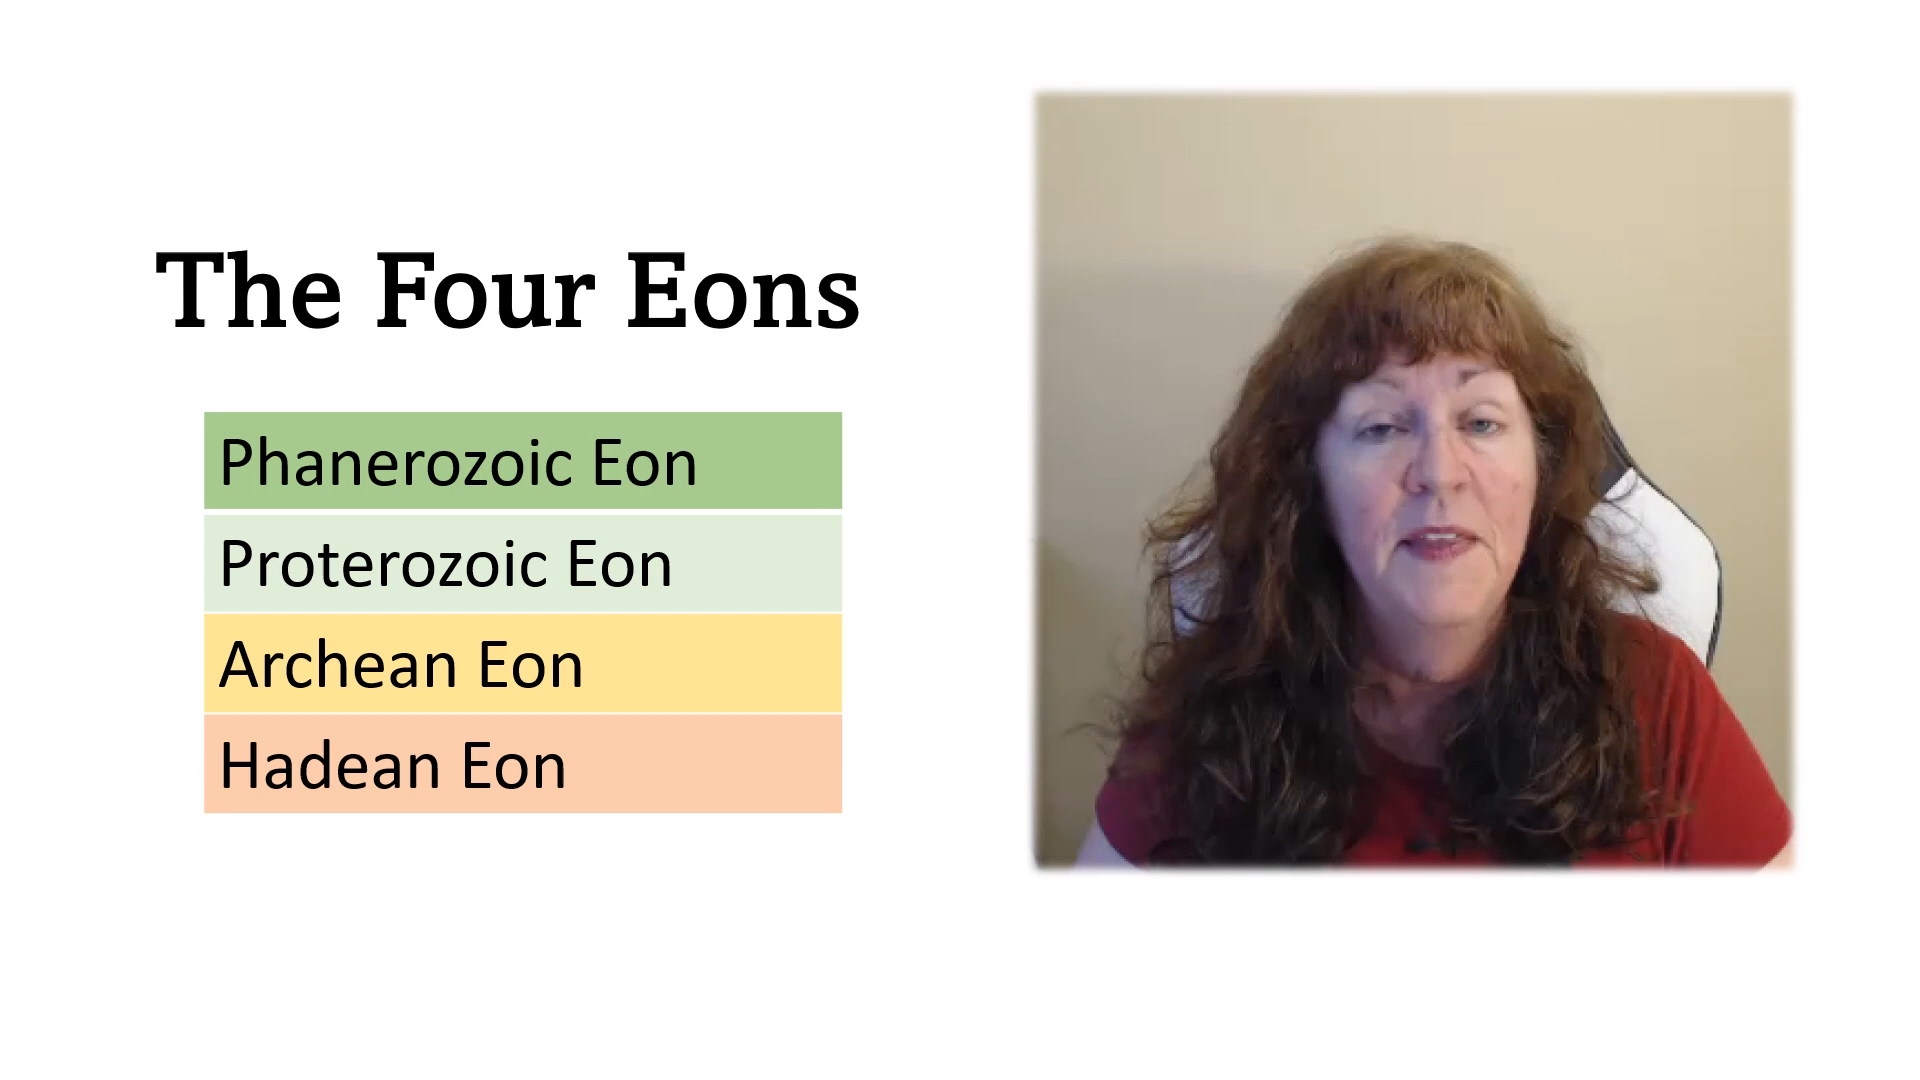 The Four Eons
Phanerozoic Eon
Proterozoic Eon
Archean Eon
Hadean Eon